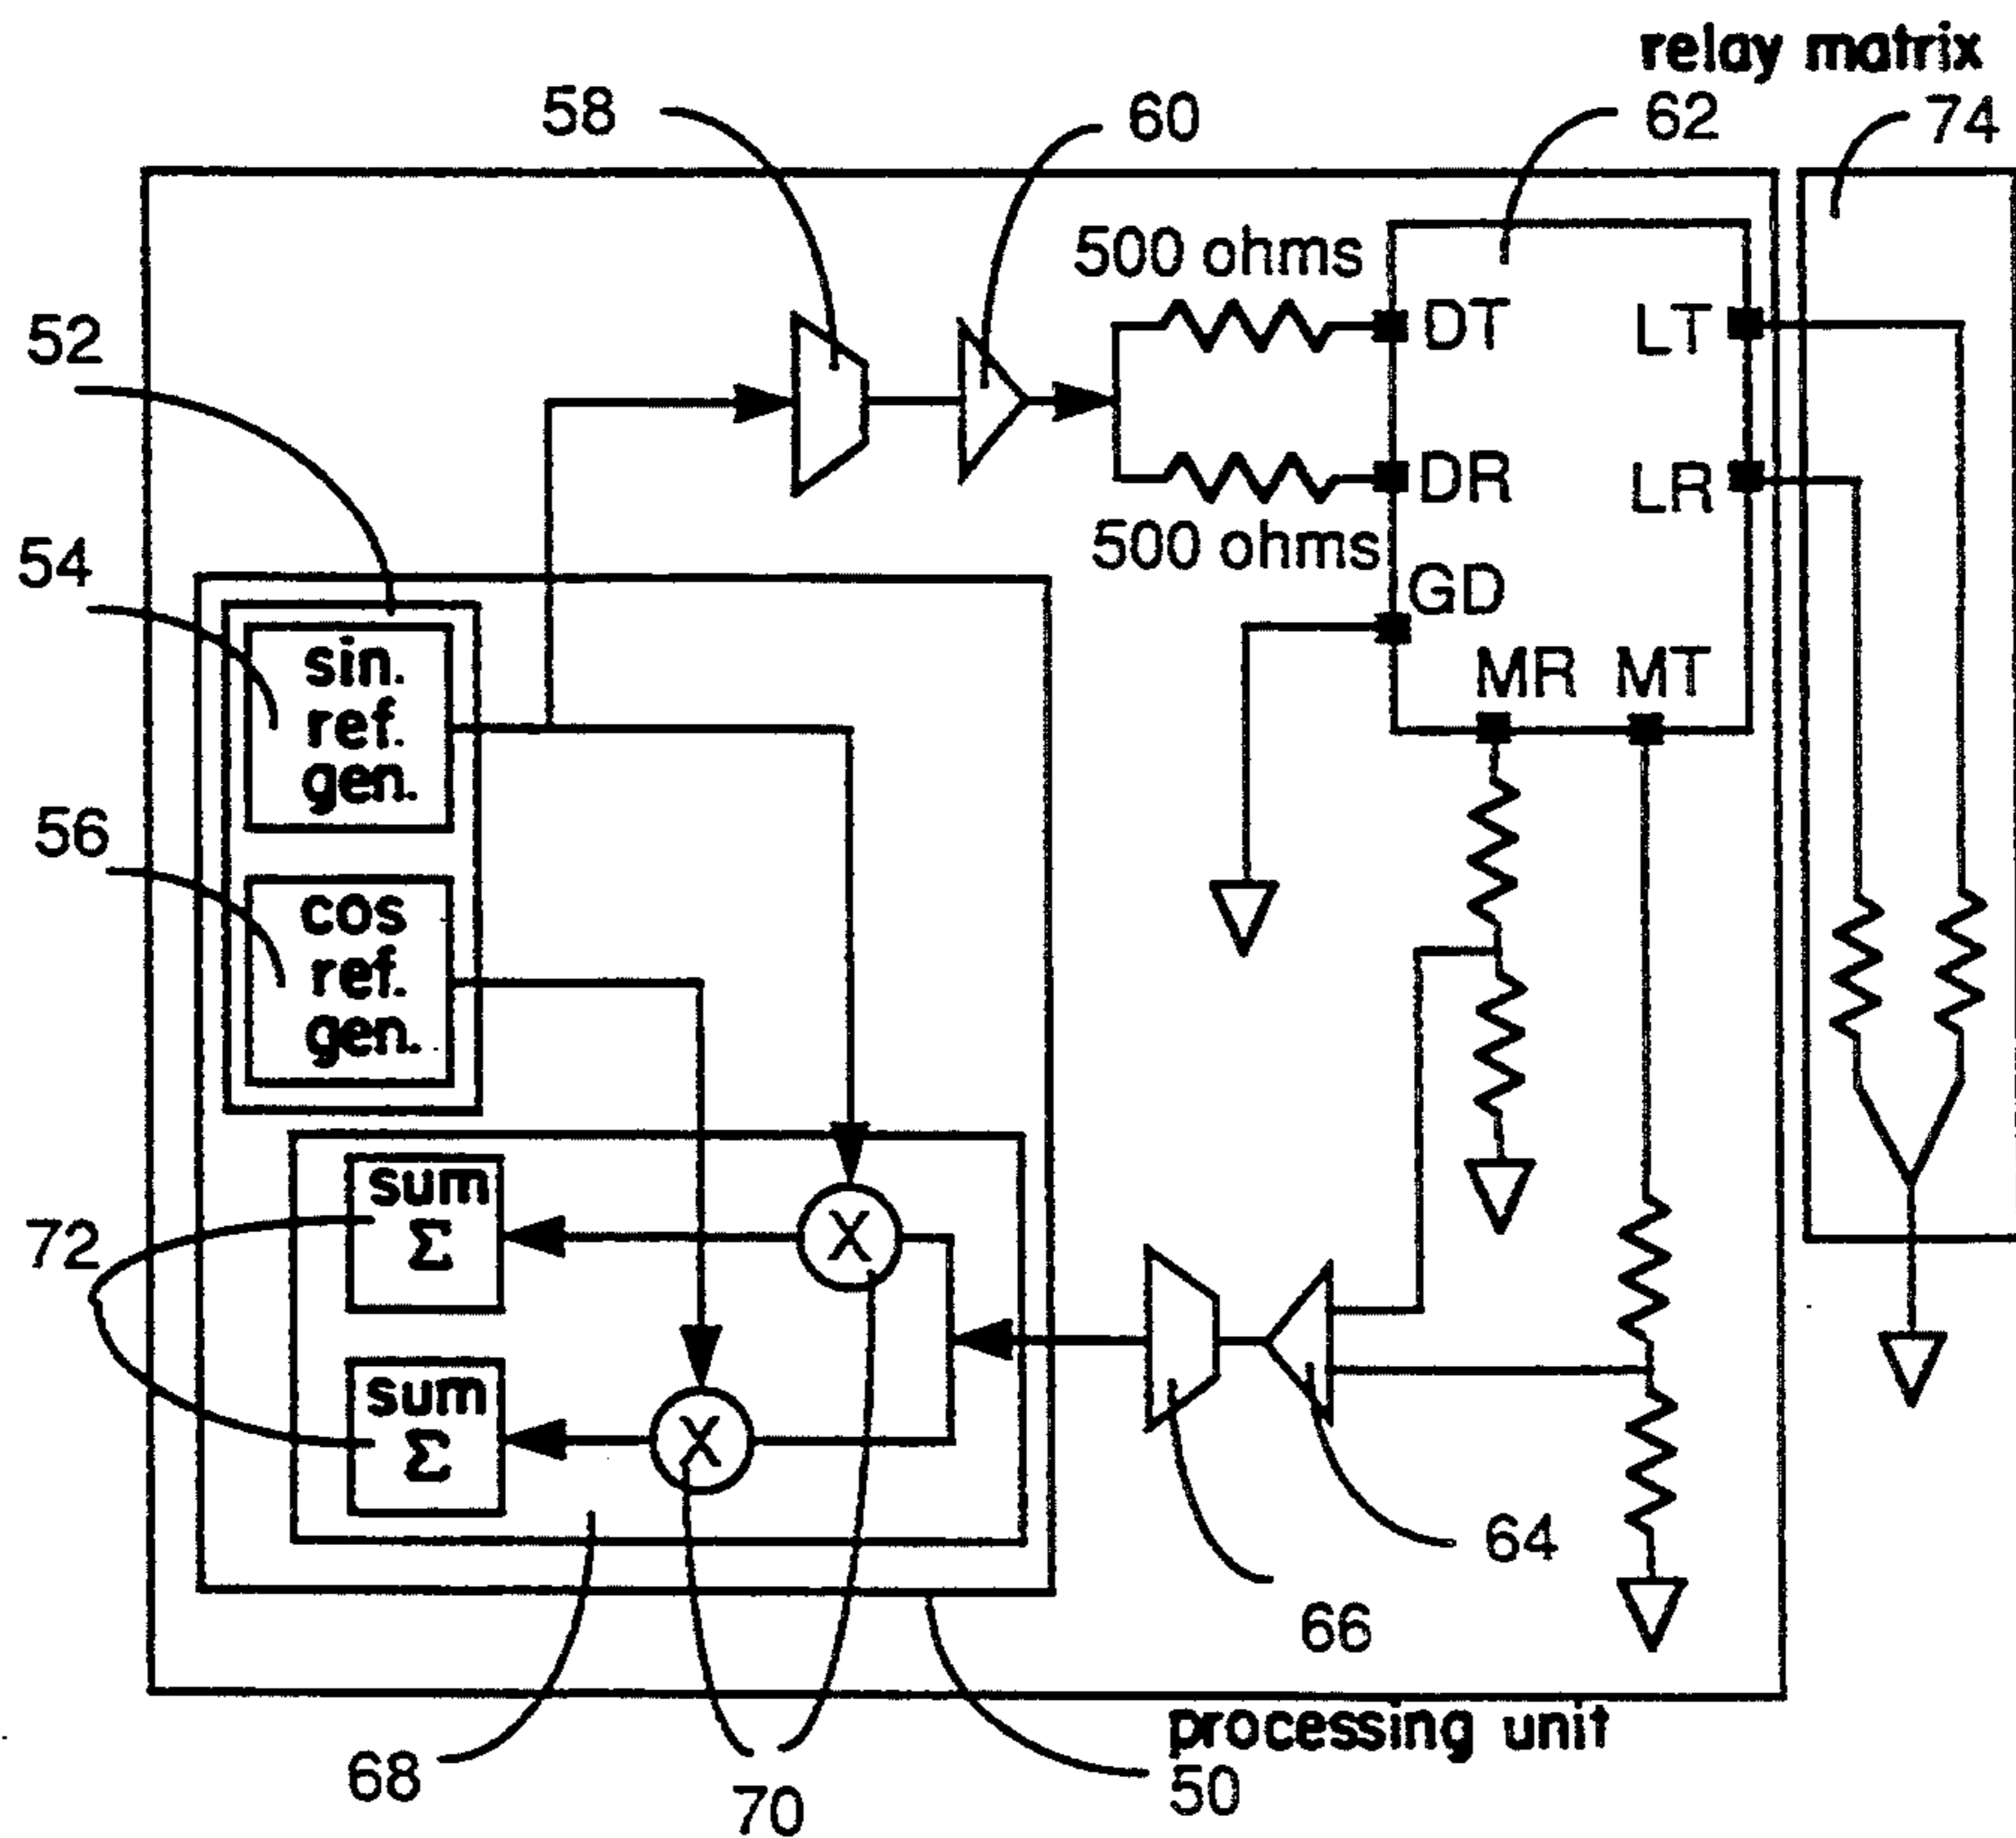 relay matrix
58
60
62
74
500 ohms
DT
LT
52
DR
LR
500 ohms
54
GD
sin.
ref.
gen.
MR MT
56
cos
ref.
gen.
sum
Σ
X
72
sum
Σ
X
64
66
processing unit
68
70
50